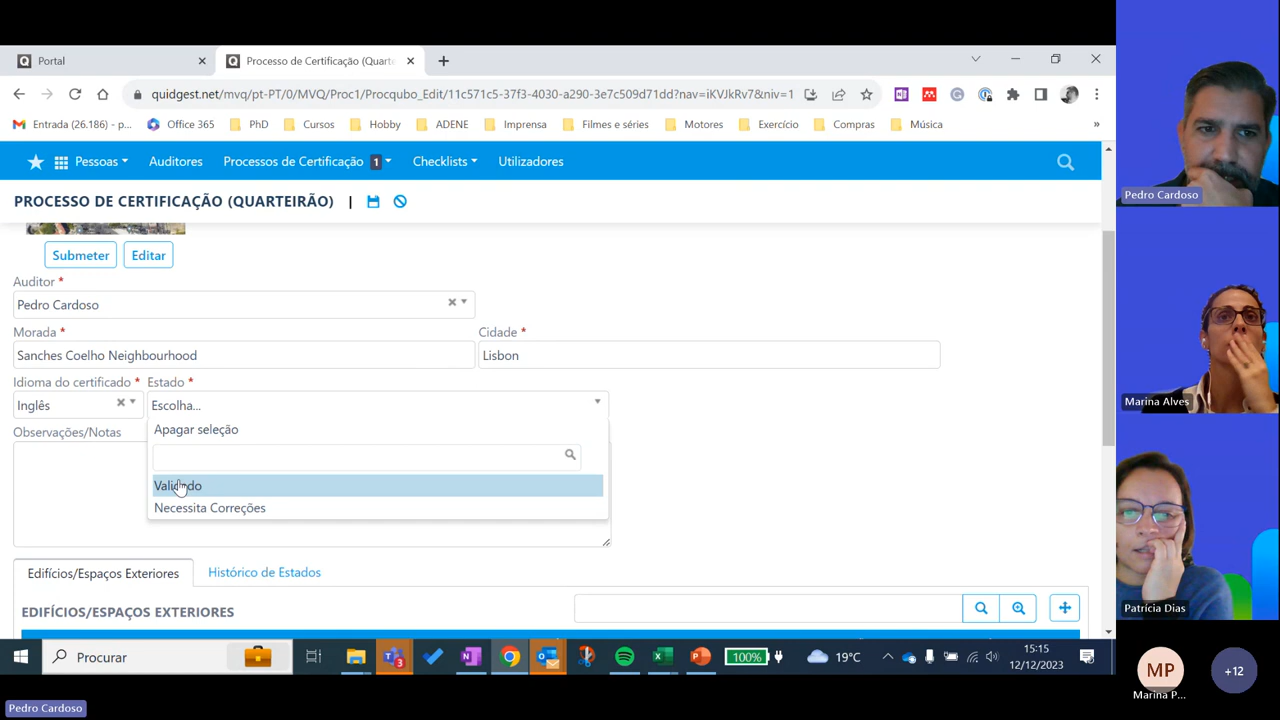 Portal
Processo de Certificação (Quarte
quidgest.net/mvq/pt-PT/0/MVQ/Proc1/Procqubo_Edit/11c571c5-37f3-4030-a290-3e7c509d71dd?nav=iKVJkRv7&niv=1
Entrada (26.186) - p...
Office 365
PhD
Cursos
Hobby
ADENE
Imprensa
Filmes e séries
Motores
Exercício
Compras
Música
»
Pessoas
Auditores
Processos de Certificação 1
Checklists
Utilizadores
PROCESSO DE CERTIFICAÇÃO (QUARTEIRÃO) |
Submeter
Editar
Auditor *
Pedro Cardoso
Morada *
Cidade *
Sanches Coelho Neighbourhood
Lisbon
Idioma do certificado *
Estado *
Inglês
Escolha...
Apagar seleção
Observações/Notas
Necessita Correções
Edifícios/Espaços Exteriores
Histórico de Estados
EDIFÍCIOS/ESPAÇOS EXTERIORES
Procurar
3
100%
19°C
15:15
12/12/2023
Pedro Cardoso
Marina Alves
Patrícia Dias
MP
Marina P...
+12
Pedro Cardoso